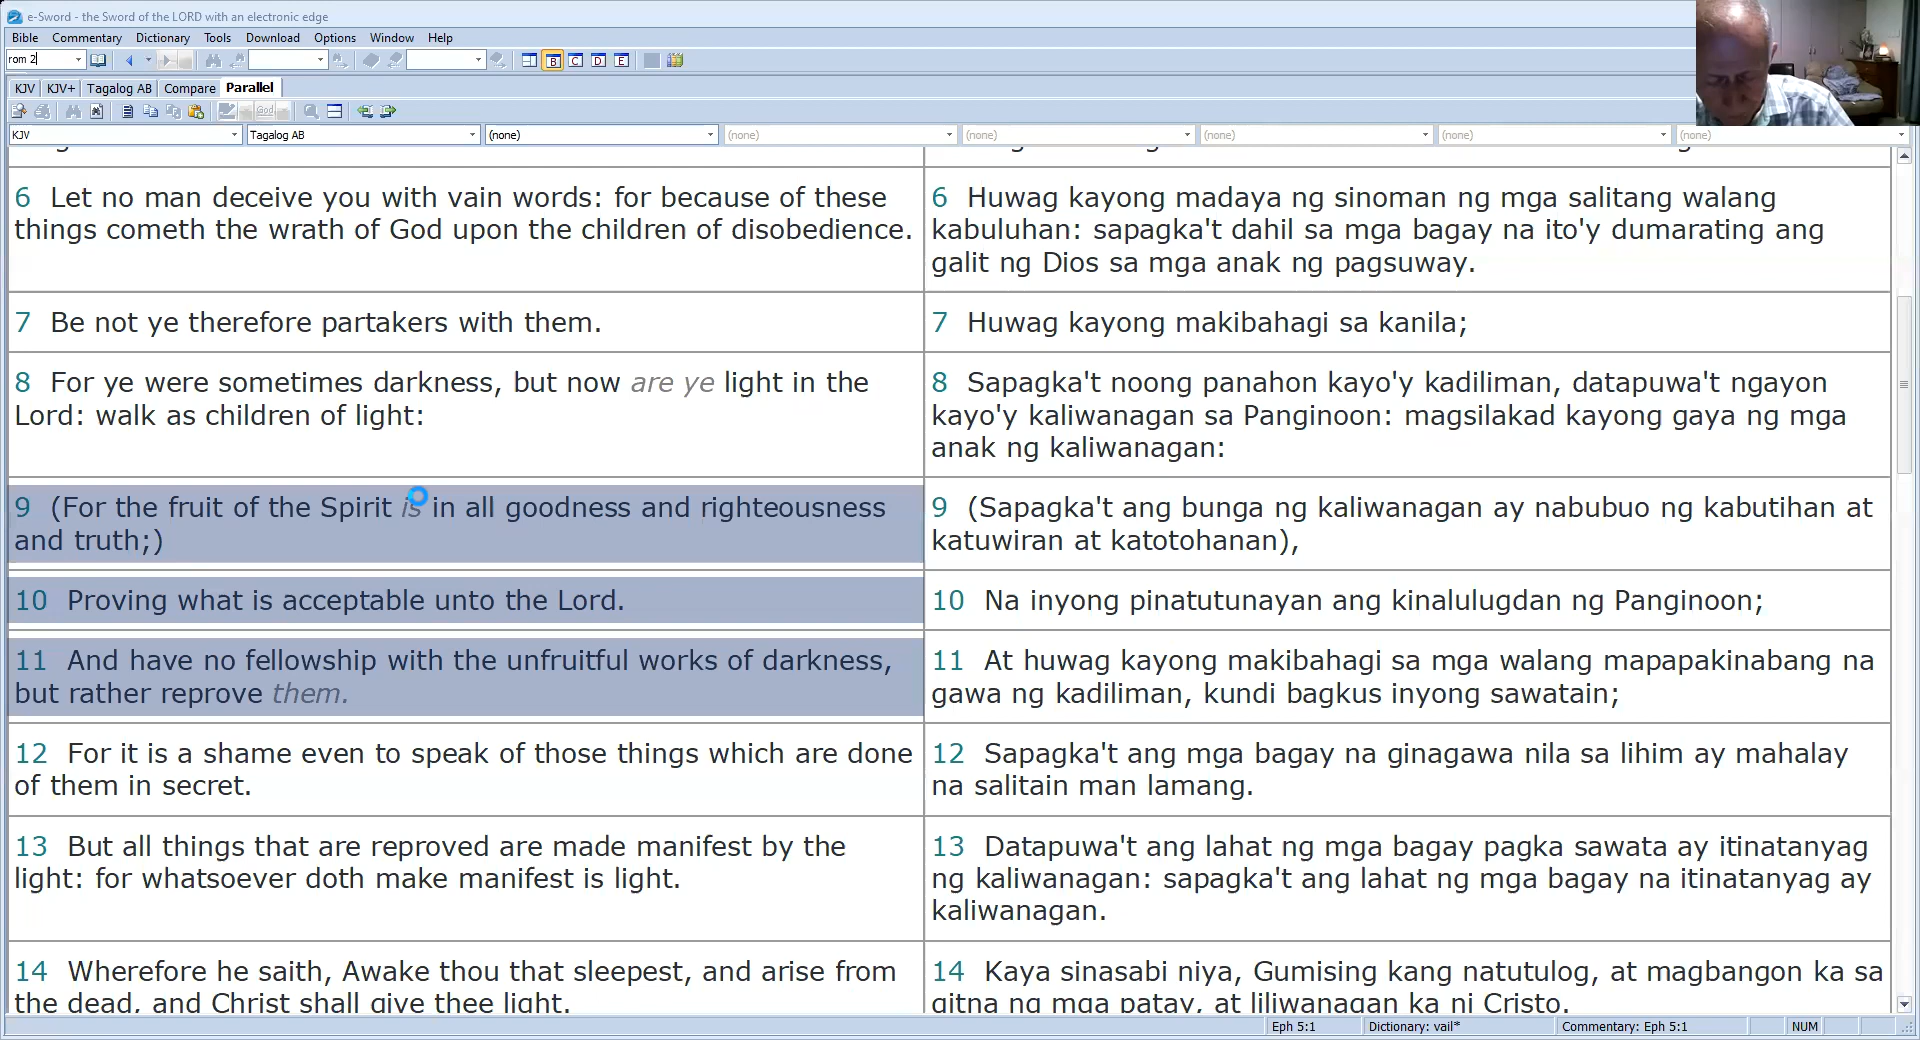 e-Sword - the Sword of the LORD with an electronic edge
Bible Commentary Dictionary Tools Download Options Window Help
rom 2
B C D E
KJV KJV+ Tagalog AB Compare Parallel
God
KJV Tagalog AB (none) (none) (none) (none) (none) (none)
6 Let no man deceive you with vain words: for because of these
things cometh the wrath of God upon the children of disobedience.
6 Huwag kayong madaya ng sinoman ng mga salitang walang
kabuluhan: sapagka't dahil sa mga bagay na ito'y dumarating ang
galit ng Dios sa mga anak ng pagsuway.
7 Be not ye therefore partakers with them.
7 Huwag kayong makibahagi sa kanila;
8 For ye were sometimes darkness, but now are ye light in the
Lord: walk as children of light:
8 Sapagka't noong panahon kayo'y kadiliman, datapuwa't ngayon
kayo'y kaliwanagan sa Panginoon: magsilakad kayong gaya ng mga
anak ng kaliwanagan:
9 (For the fruit of the Spirit is in all goodness and righteousness
and truth;)
9 (Sapagka't ang bunga ng kaliwanagan ay nabubuo ng kabutihan at
katuwiran at katotohanan),
10 Proving what is acceptable unto the Lord.
10 Na inyong pinatutunayan ang kinalulugdan ng Panginoon;
11 And have no fellowship with the unfruitful works of darkness,
but rather reprove them.
11 At huwag kayong makibahagi sa mga walang mapapakinabang na
gawa ng kadiliman, kundi bagkus inyong sawatain;
12 For it is a shame even to speak of those things which are done
of them in secret.
12 Sapagka't ang mga bagay na ginagawa nila sa lihim ay mahalay
na salitain man lamang.
13 But all things that are reproved are made manifest by the
light: for whatsoever doth make manifest is light.
13 Datapuwa't ang lahat ng mga bagay pagka sawata ay itinatanyag
ng kaliwanagan: sapagka't ang lahat ng mga bagay na itinatanyag ay
kaliwanagan.
14 Wherefore he saith, Awake thou that sleepest, and arise from
the dead, and Christ shall give thee light.
14 Kaya sinasabi niya, Gumising kang natutulog, at magbangon ka sa
gitna ng mga patay, at liliwanagan ka ni Cristo.
Eph 5:1 Dictionary: vail* Commentary: Eph 5:1 NUM